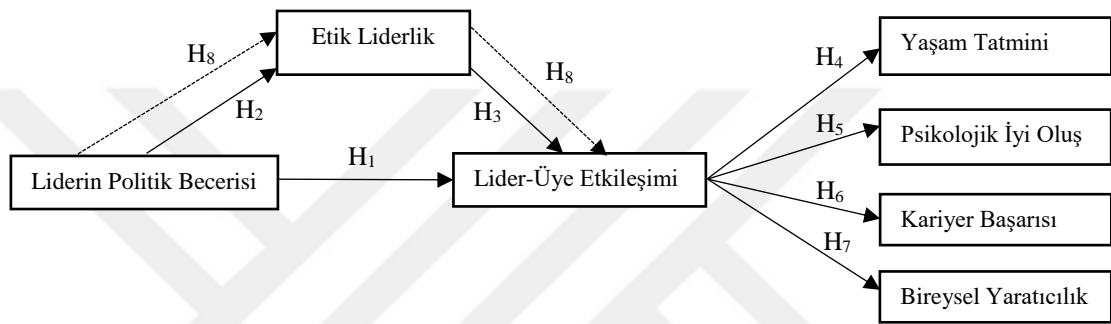 Etik Liderlik
Yaşam Tatmini
H8
H8
H4
H2
H3
Psikolojik İyi Oluş
H5
H1
Liderin Politik Becerisi
Lider-Üye Etkileşimi
H6
Kariyer Başarısı
H7
Bireysel Yaratıcılık